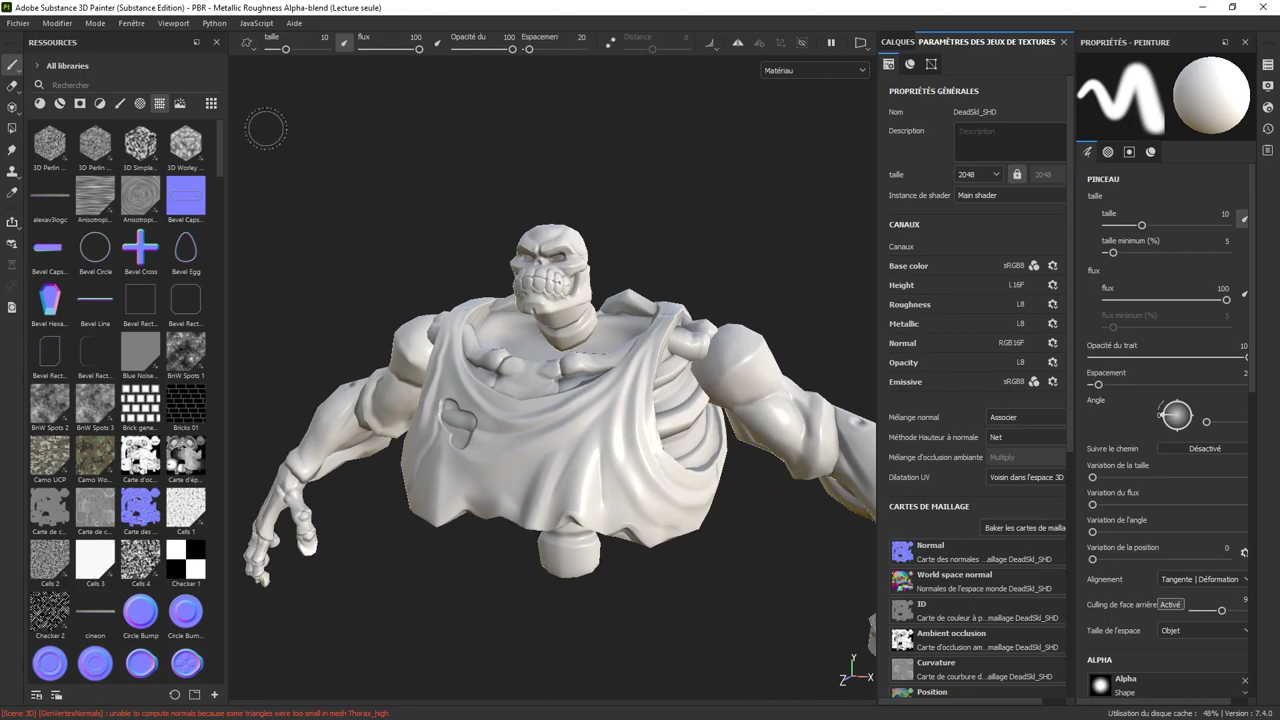 Adobe Substance 3D Painter (Substance Edition) - PBR - Metallic Roughness Alpha-blend (Lecture seule)
Fichier Modifier Mode Fenêtre Viewport Python JavaScript Aide
RESSOURCES
All libraries
Rechercher
3D Perlin ... 3D Perlin ... 3D Simple... 3D Worley ...
alexav3logc Anisotropi... Anisotropi... Bevel Caps...
Bevel Caps... Bevel Circle Bevel Cross Bevel Egg
Bevel Hexa... Bevel Line Bevel Rect... Bevel Rect...
Bevel Rect... Bevel Rect... Blue Noise... BnW Spots 1
BnW Spots 2 BnW Spots 3 Brick gene... Bricks 01
Camo UCP Camo Wo... Carte d'oc... Carte d'ép...
Carte de c... Carte de c... Carte des ... Cells 1
Cells 2 Cells 3 Cells 4 Checker 1
Checker 2 cineon Circle Bump Circle Bum...
taille 10 flux 100 Opacité du 100 Espacement 20 Distance 8
Matériau
CALQUES PARAMÈTRES DES JEUX DE TEXTURES
PROPRIÉTÉS GÉNÉRALES
Nom DeadSkl_SHD
Description Description
taille 2048 2048
Instance de shader Main shader
CANAUX
Canaux
Base color sRGB8
Height L16F
Roughness L8
Metallic L8
Normal RGB16F
Opacity L8
Emissive sRGB8
Mélange normal Associer
Méthode Hauteur à normale Net
Mélange d'occlusion ambiante Multiply
Dilatation UV Voisin dans l'espace 3D
CARTES DE MAILLAGE
Baker les cartes de mailla
Normal
Carte des normales ...aillage DeadSkl_SHD
World space normal
Normales de l'espace monde DeadSkl_SHD
ID
Carte de couleur à p...maillage DeadSkl_SHD
Ambient occlusion
Carte d'occlusion am...maillage DeadSkl_SHD
Curvature
Carte de courbure d...maillage DeadSkl_SHD
Position
PROPRIÉTÉS - PEINTURE
PINCEAU
taille
taille 10
taille minimum (%) 5
flux
flux 100
flux minimum (%) 5
Opacité du trait 10
Espacement 2
Angle
Suivre le chemin Désactivé
Variation de la taille
Variation du flux
Variation de l'angle
Variation de la position 0
Alignement Tangente | Déformation
Culling de face arrière Activé 9
Taille de l'espace Objet
ALPHA
Alpha
Shape
Y
Z X
[Scene 3D] [GenVertexNormals] : unable to compute normals because some triangles were too small in mesh Thorax_high
Utilisation du disque cache : 48% | Version : 7.4.0